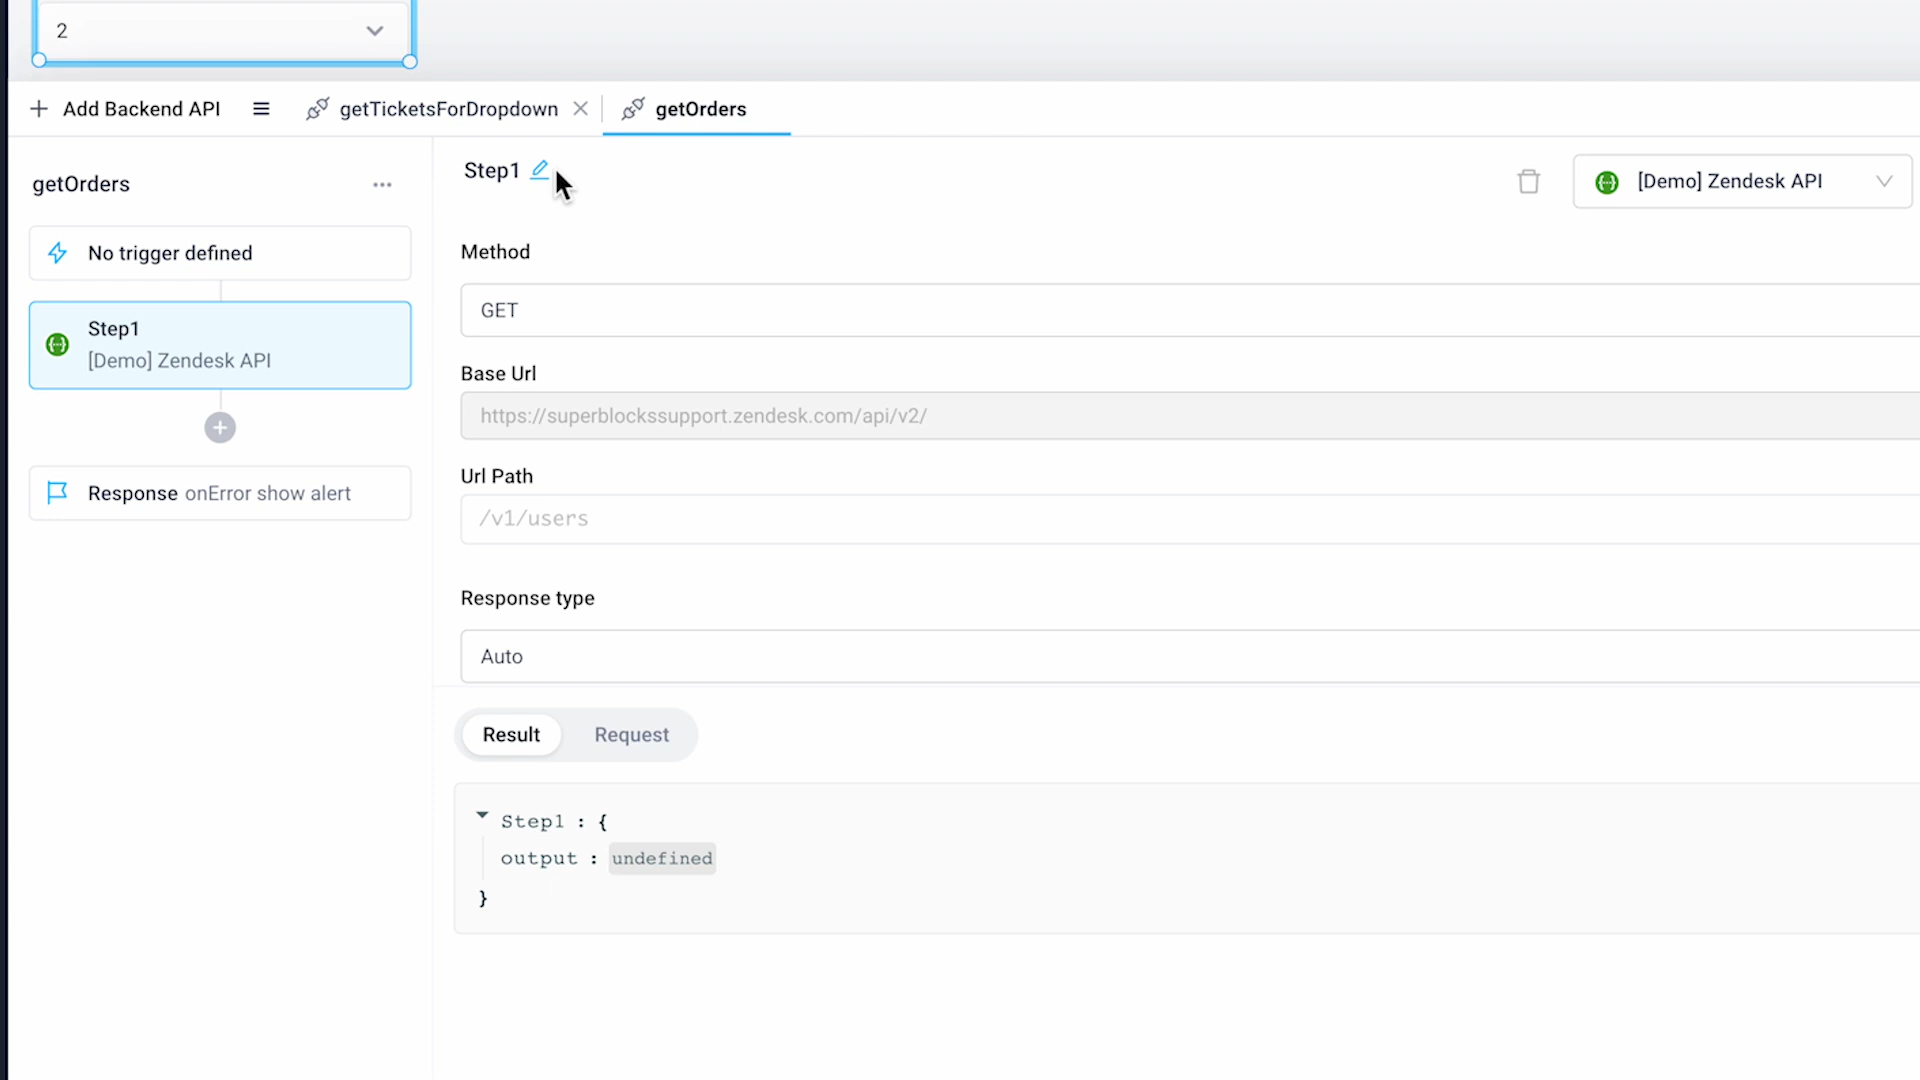 2
Add Backend API
getTicketsForDropdown
getOrders
getOrders
No trigger defined
Step1
[Demo] Zendesk API
Response onError show alert
Step1
[Demo] Zendesk API
Method
GET
Base Url
https://superblockssupport.zendesk.com/api/v2/
Url Path
/v1/users
Response type
Auto
Result Request
Step1 : {
output : undefined
}